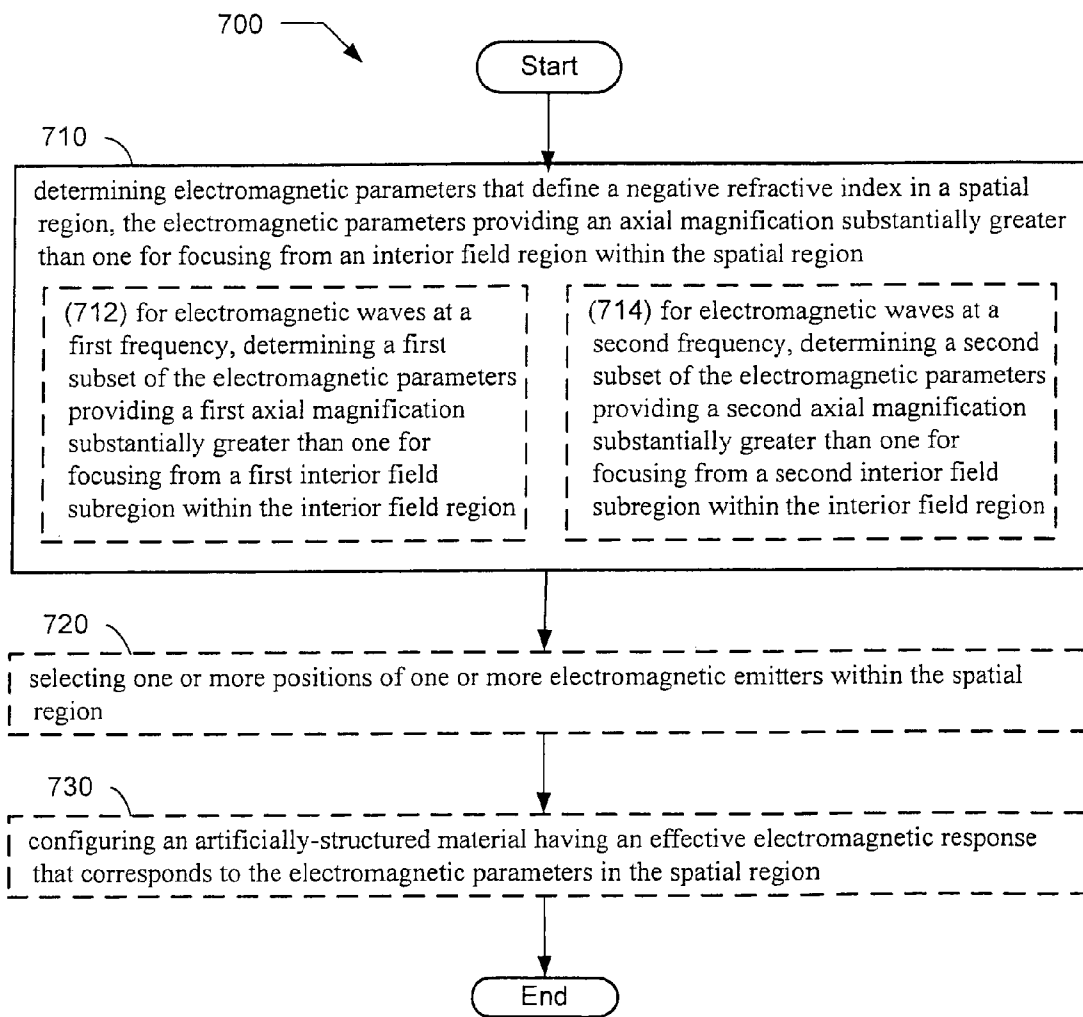 700
Start
710
determining electromagnetic parameters that define a negative refractive index in a spatial
region, the electromagnetic parameters providing an axial magnification substantially greater
than one for focusing from an interior field region within the spatial region
(712) for electromagnetic waves at a
first frequency, determining a first
subset of the electromagnetic parameters
providing a first axial magnification
substantially greater than one for
focusing from a first interior field
subregion within the interior field region
(714) for electromagnetic waves at a
second frequency, determining a second
subset of the electromagnetic parameters
providing a second axial magnification
substantially greater than one for
focusing from a second interior field
subregion within the interior field region
720
selecting one or more positions of one or more electromagnetic emitters within the spatial
region
730
configuring an artificially-structured material having an effective electromagnetic response
that corresponds to the electromagnetic parameters in the spatial region
End